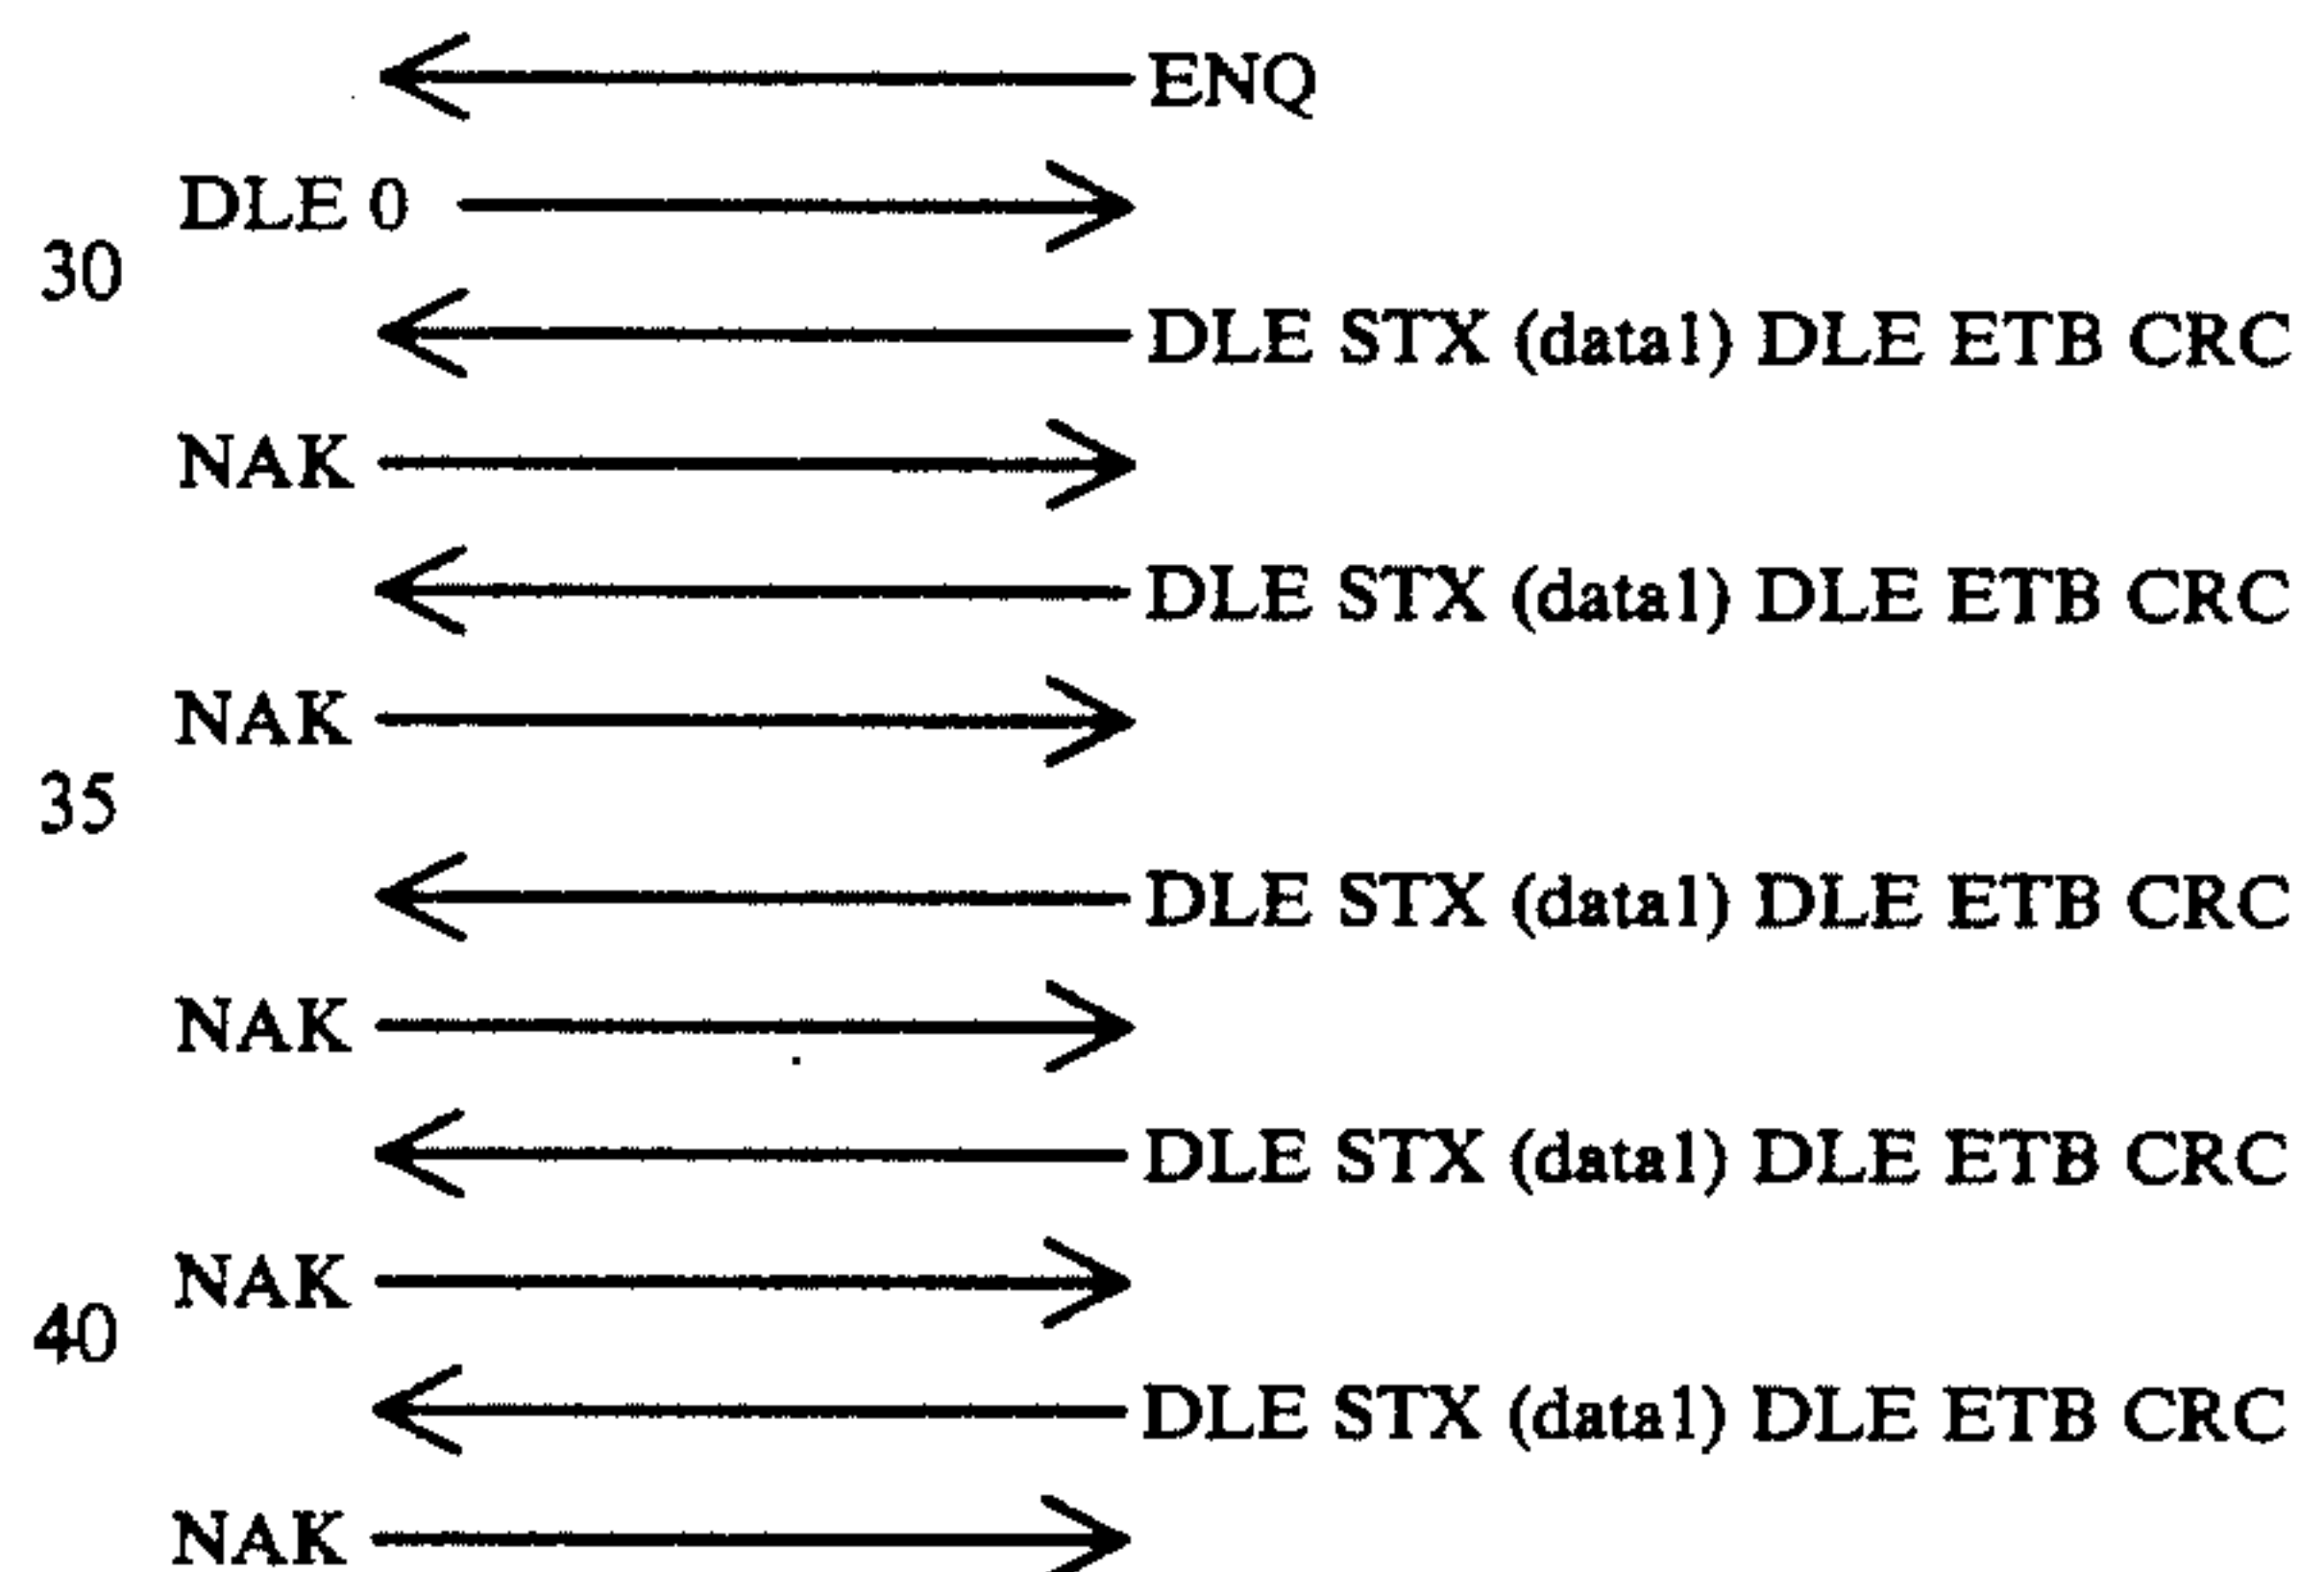 ENQ
DLE 0
30
DLE STX (data1) DLE ETB CRC
NAK
DLE STX (data1) DLE ETB CRC
NAK
35
DLE STX (data1) DLE ETB CRC
NAK
DLE STX (data1) DLE ETB CRC
NAK
40
DLE STX (data1) DLE ETB CRC
NAK